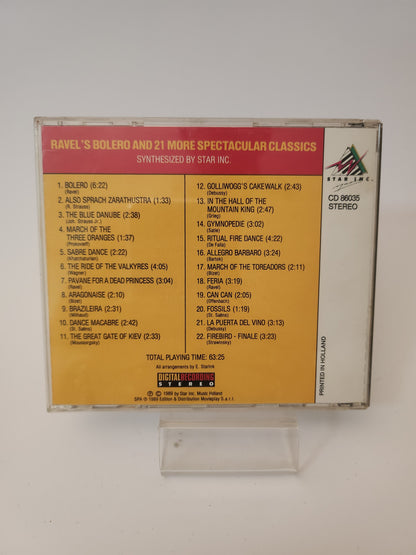 RAVEL'S BOLERO AND 21 MORE SPECTACULAR CLASSICS
SYNTHESIZED BY STAR INC.
1. BOLERO (6:22)
(Ravel)
2. ALSO SPRACH ZARATHUSTRA (1:33)
(R. Strauss)
3. THE BLUE DANUBE (2:38)
(Joh. Strauss Jr.)
4. MARCH OF THE
THREE ORANGES (1:37)
(Prokowieff)
5. SABRE DANCE (2:22)
(Khatchaturian)
6. THE RIDE OF THE VALKYRES (4:05)
(Wagner)
7. PAVANE FOR A DEAD PRINCESS (3:04)
(Ravel)
8. ARAGONAISE (2:10)
(Bizet)
9. BRAZILEIRA (2:31)
(Milhaud)
10. DANCE MACABRE (2:42)
(St. Saëns)
11. THE GREAT GATE OF KIEV (2:33)
(Moussorgsky)
12. GOLLIWOGG'S CAKEWALK (2:43)
(Debussy)
13. IN THE HALL OF THE
MOUNTAIN KING (2:47)
(Grieg)
14. GYMNOPEDIE (3:02)
(Satie)
15. RITUAL FIRE DANCE (4:22)
(De Falla)
16. ALLEGRO BARBARO (3:24)
(Bartok)
17. MARCH OF THE TOREADORS (2:11)
(Bizet)
18. FERIA (3:19)
(Ravel)
19. CAN CAN (2:05)
(Offenbach)
20. FOSSILS (1:19)
(St. Saëns)
21. LA PUERTA DEL VINO (3:13)
(Debussy)
22. FIREBIRD - FINALE (3:23)
(Strawinsky)
TOTAL PLAYING TIME: 63:25
All arrangements by E. Starink
DIGITAL RECORDING
STEREO
℗ © 1989 by Star Inc. Music Holland
SPA ℗ 1989 Edition & Distribution Movieplay S.a.r.l.
STAR INC.
CD 86035
STEREO
PRINTED IN HOLLAND